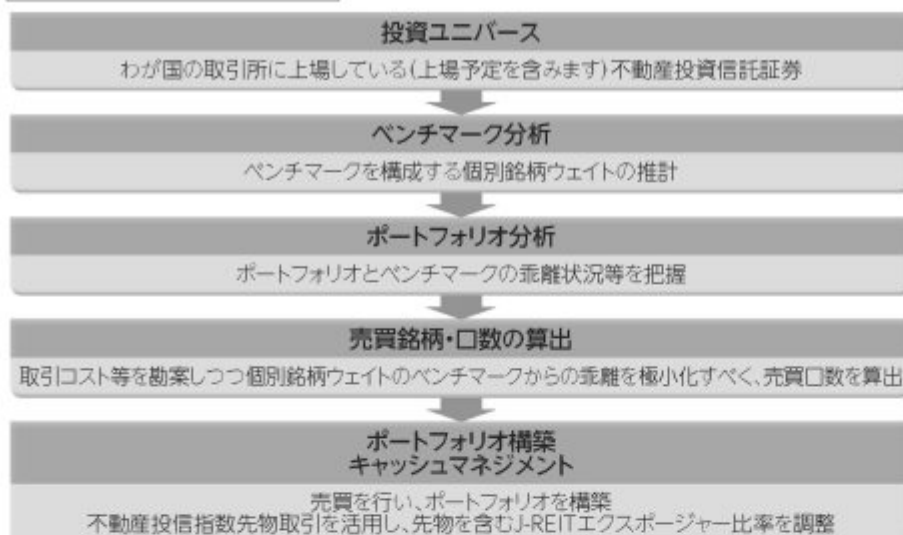 投資ユニバース
わが国の取引所に上場している(上場予定を含みます)不動産投資信託証券
ベンチマーク分析
ベンチマークを構成する個別銘柄ウェイトの推計
ポートフォリオ分析
ポートフォリオとベンチマークの乖離状況等を把握
売買銘柄・口数の算出
取引コスト等を勘案しつつ個別銘柄ウェイトのベンチマークからの乖離を極小化すべく、売買口数を算出
ポートフォリオ構築
キャッシュマネジメント
売買を行い、ポートフォリオを構築
不動産投信指数先物取引を活用し、先物を含むJ-REITエクスポージャー比率を調整